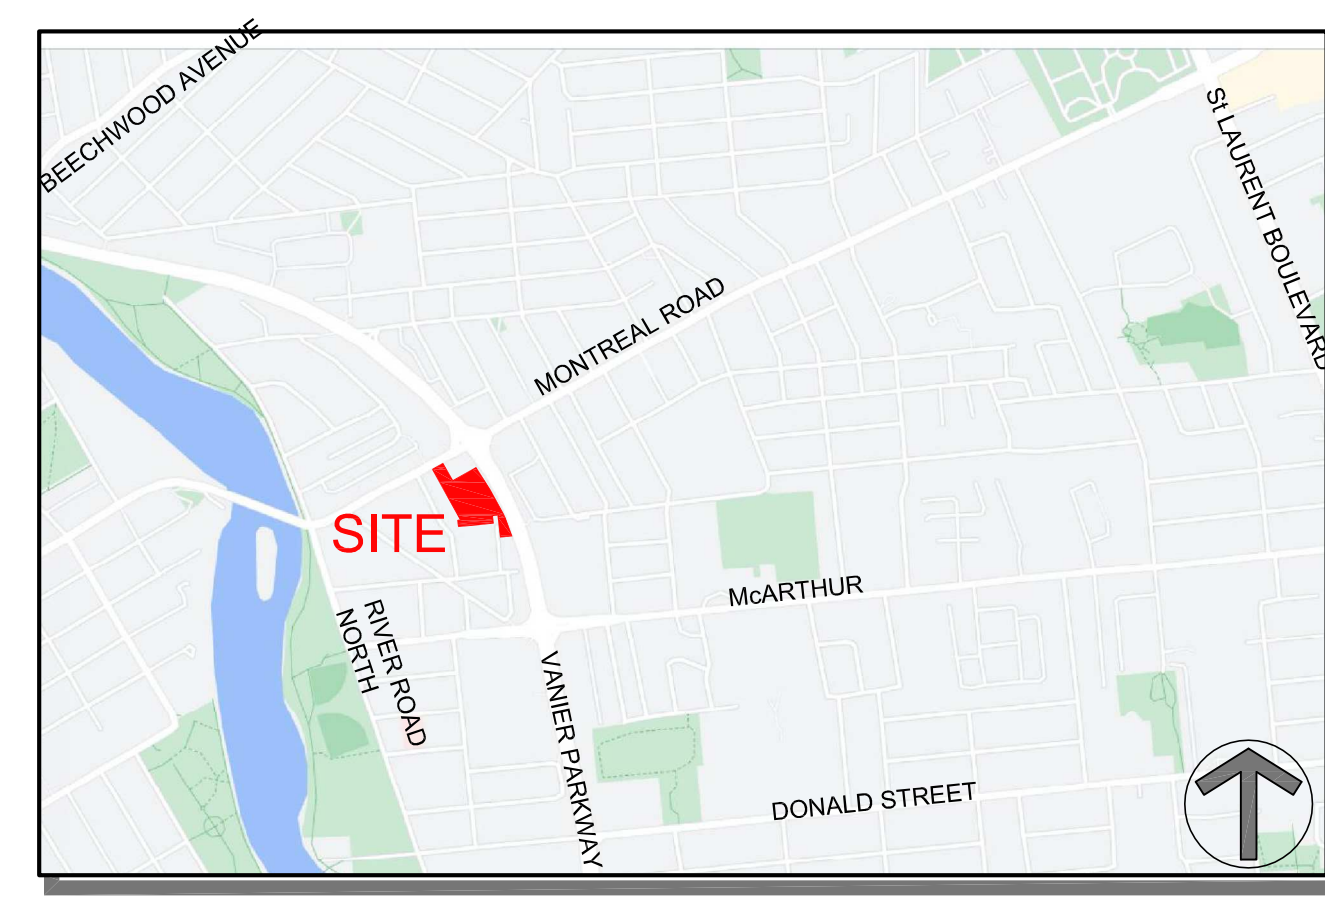 BEECHWOOD AVENUE
St LAURENT BOULEVARD
MONTREAL ROAD
SITE
McARTHUR
RIVER ROAD
NORTH
VANIER PARKWAY
DONALD STREET